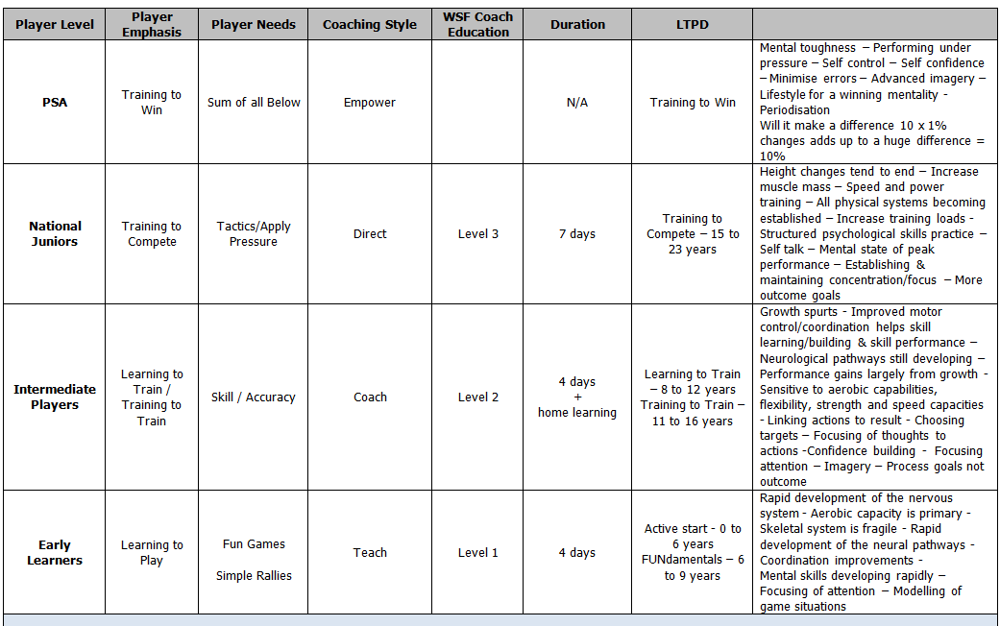 Player Level
Player
Emphasis
Player Needs
Coaching Style
WSF Coach
Education
Duration
LTPD
PSA
Training to
Win
Sum of all Below
Empower
N/A
Training to Win
Mental toughness – Performing under
pressure – Self control – Self confidence
– Minimise errors – Advanced imagery –
Lifestyle for a winning mentality -
Periodisation
Will it make a difference 10 x 1%
changes adds up to a huge difference =
10%
National
Juniors
Training to
Compete
Tactics/Apply
Pressure
Direct
Level 3
7 days
Training to
Compete – 15 to
23 years
Height changes tend to end – Increase
muscle mass – Speed and power
training – All physical systems becoming
established – Increase training loads -
Structured psychological skills practice –
Self talk – Mental state of peak
performance – Establishing &
maintaining concentration/focus – More
outcome goals
Intermediate
Players
Learning to
Train /
Training to
Train
Skill / Accuracy
Coach
Level 2
4 days
+
home learning
Learning to Train
– 8 to 12 years
Training to Train –
11 to 16 years
Growth spurts - Improved motor
control/coordination helps skill
learning/building & skill performance –
Neurological pathways still developing –
Performance gains largely from growth -
Sensitive to aerobic capabilities,
flexibility, strength and speed capacities
- Linking actions to result - Choosing
targets – Focusing of thoughts to
actions -Confidence building - Focusing
attention – Imagery – Process goals not
outcome
Early
Learners
Learning to
Play
Fun Games
Simple Rallies
Teach
Level 1
4 days
Active start - 0 to
6 years
FUNdamentals – 6
to 9 years
Rapid development of the nervous
system - Aerobic capacity is primary -
Skeletal system is fragile - Rapid
development of the neural pathways -
Coordination improvements -
Mental skills developing rapidly –
Focusing of attention – Modelling of
game situations